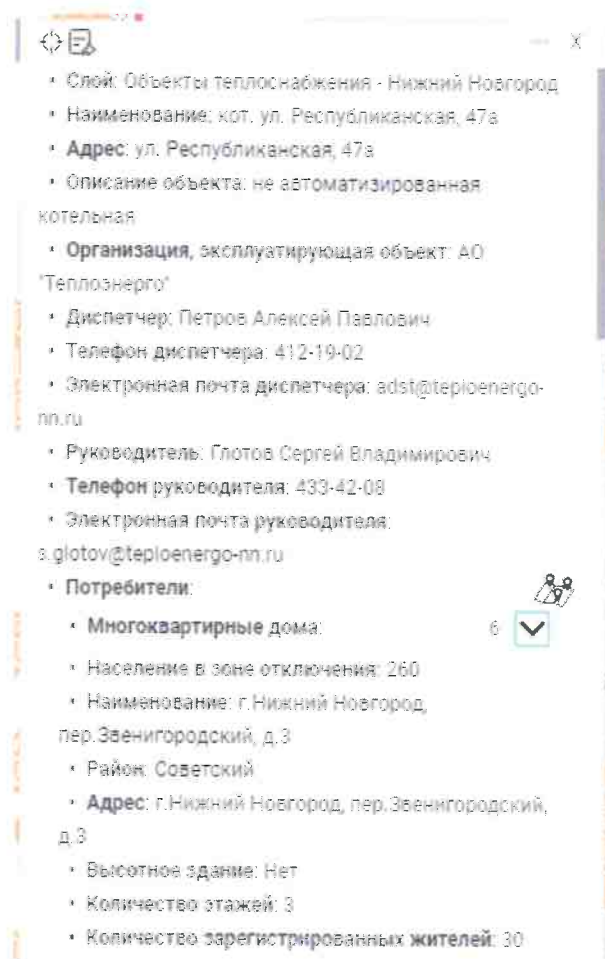 • Слой: Объекты теплоснабжения - Нижний Новгород
• Наименование: кот. ул. Республиканская, 47а
• Адрес: ул. Республиканская, 47а
• Описание объекта: не автоматизированная
котельная
• Организация, эксплуатирующая объект: АО
"Теплоэнерго"
• Диспетчер: Петров Алексей Павлович
• Телефон диспетчера: 412-19-02
• Электронная почта диспетчера: adst@teploenergo-
nn.ru
• Руководитель: Глотов Сергей Владимирович
• Телефон руководителя: 433-42-08
• Электронная почта руководителя:
s.glotov@teploenergo-nn.ru
• Потребители:
• Многоквартирные дома: 6
• Население в зоне отключения: 260
• Наименование: г.Нижний Новгород,
пер.Звенигородский, д.3
• Район: Советский
• Адрес: г.Нижний Новгород, пер.Звенигородский,
д.3
• Высотное здание: Нет
• Количество этажей: 3
• Количество зарегистрированных жителей: 30